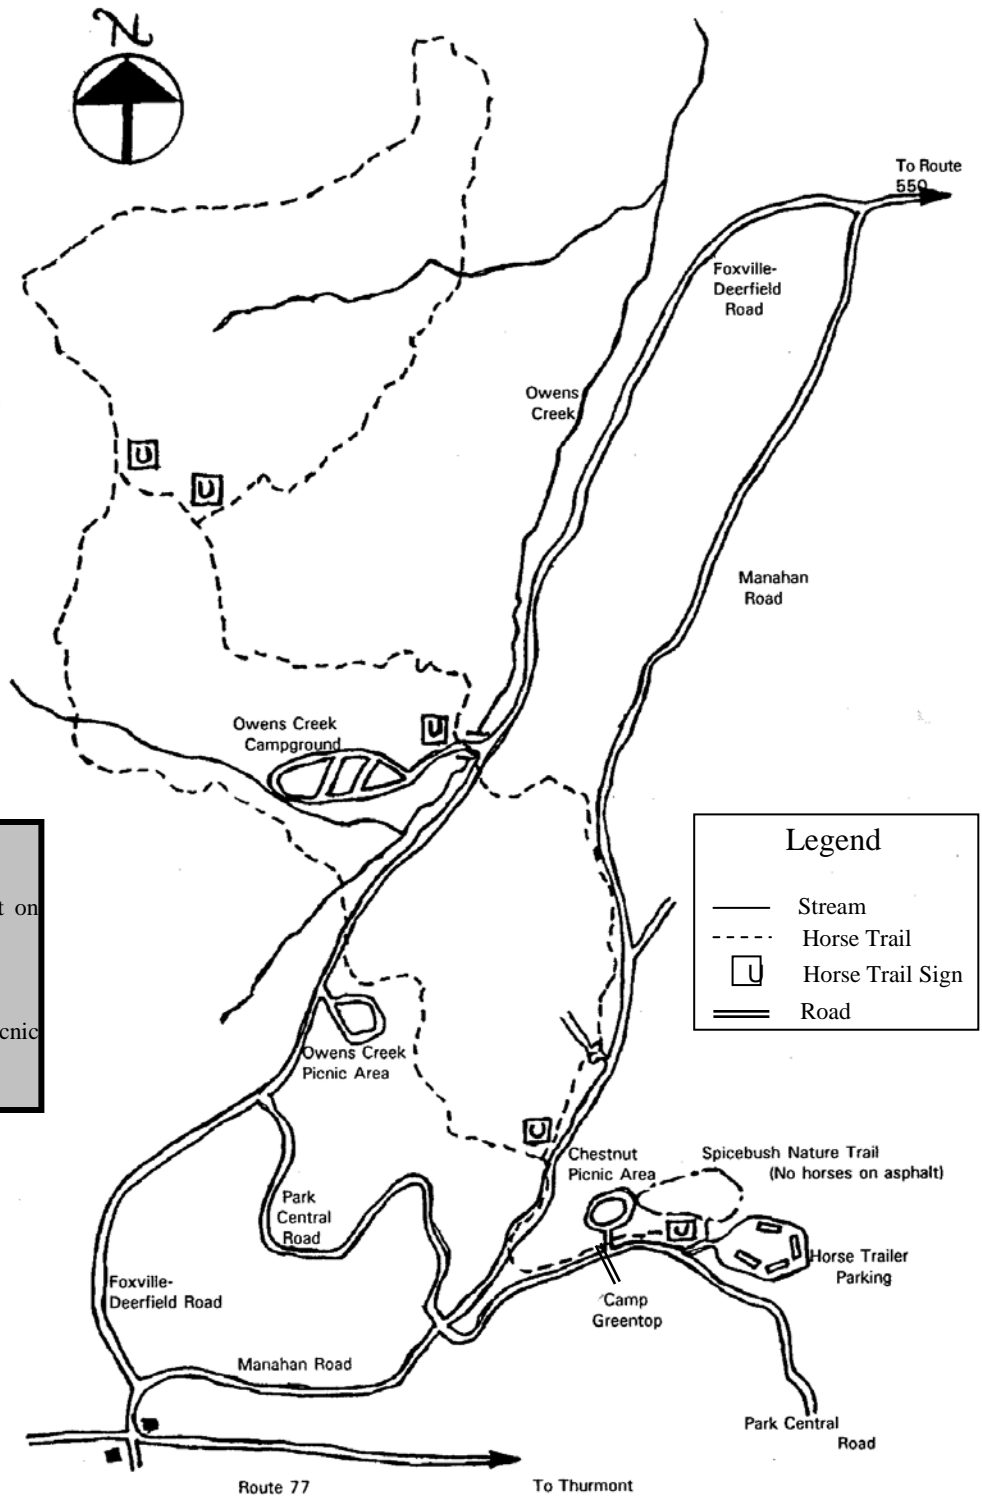 N
To Route
550
Foxville-
Deerfield
Road
Owens
Creek
Manahan
Road
U
U
Owens Creek
Campground
U
t on
cnic
Legend
Stream
Horse Trail
U
Horse Trail Sign
Road
Owens Creek
Picnic Area
U
Chestnut
Picnic Area
Spicebush Nature Trail
(No horses on asphalt)
Park
Central
Road
U
Horse Trailer
Parking
Foxville-
Deerfield Road
Camp
Greentop
Manahan Road
Park Central
Road
Route 77
To Thurmont